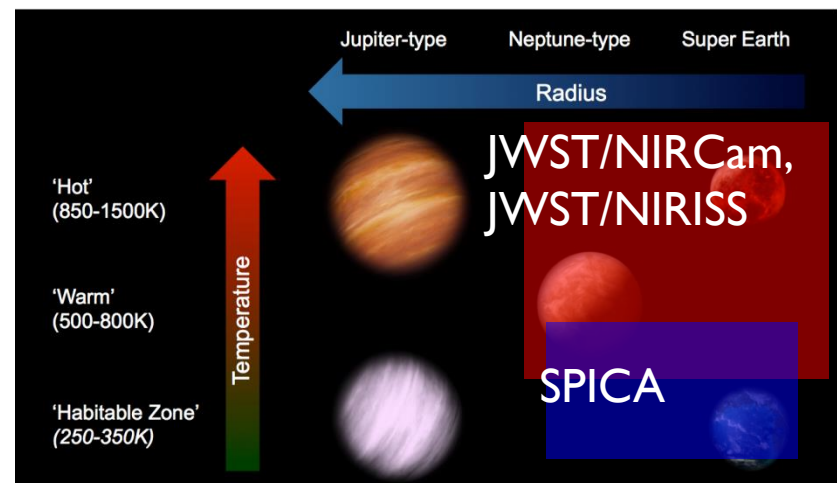 Jupiter-type Neptune-type Super Earth
Radius
JWST/NIRCam,
JWST/NIRISS
'Hot'
(850-1500K)
'Warm'
(500-800K)
Temperature
SPICA
'Habitable Zone'
(250-350K)